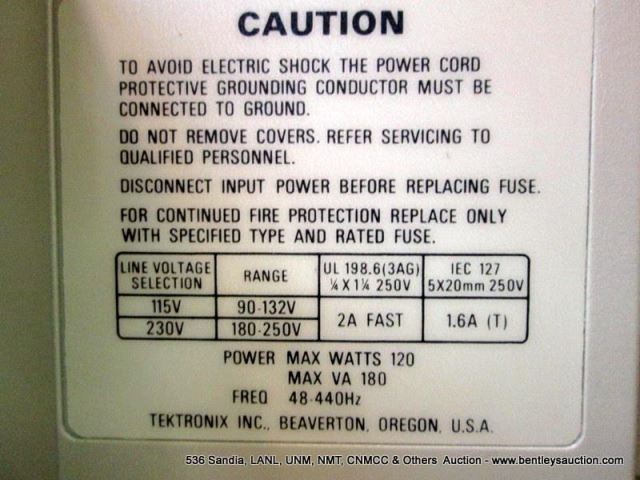 CAUTION
TO AVOID ELECTRIC SHOCK THE POWER CORD
PROTECTIVE GROUNDING CONDUCTOR MUST BE
CONNECTED TO GROUND.
DO NOT REMOVE COVERS. REFER SERVICING TO
QUALIFIED PERSONNEL.
DISCONNECT INPUT POWER BEFORE REPLACING FUSE.
FOR CONTINUED FIRE PROTECTION REPLACE ONLY
WITH SPECIFIED TYPE AND RATED FUSE.
LINE VOLTAGE SELECTION RANGE UL 198.6(3AG) ¼ X 1¼ 250V IEC 127 5X20mm 250V
115V 90-132V 2A FAST 1.6A (T)
230V 180-250V
POWER MAX WATTS 120
MAX VA 180
FREQ 48-440Hz
TEKTRONIX INC., BEAVERTON, OREGON, U.S.A.
536 Sandia, LANL, UNM, NMT, CNMCC & Others Auction - www.bentleysauction.com